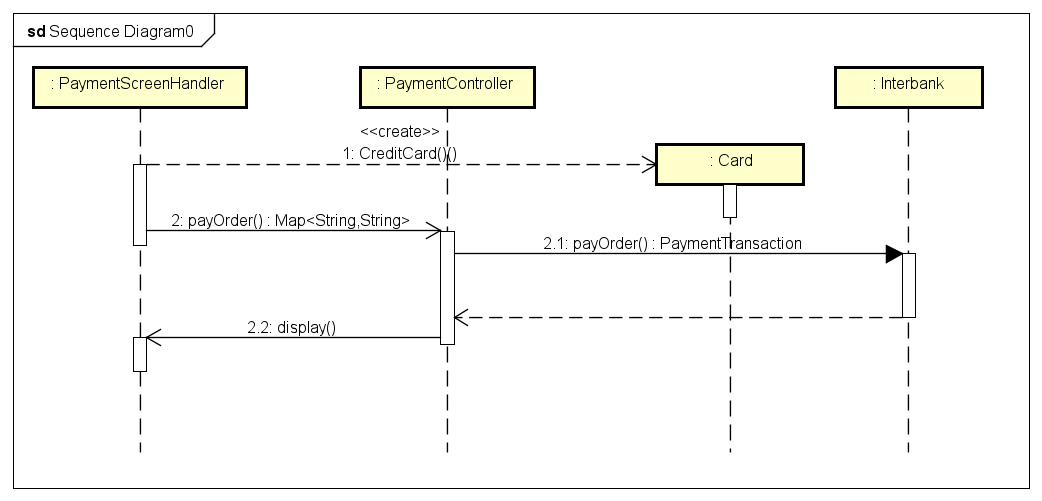 sd Sequence Diagram0
: PaymentScreenHandler
: PaymentController
: Interbank
<<create>>
1: CreditCard()()
: Card
2: payOrder() : Map<String,String>
2.1: payOrder() : PaymentTransaction
2.2: display()